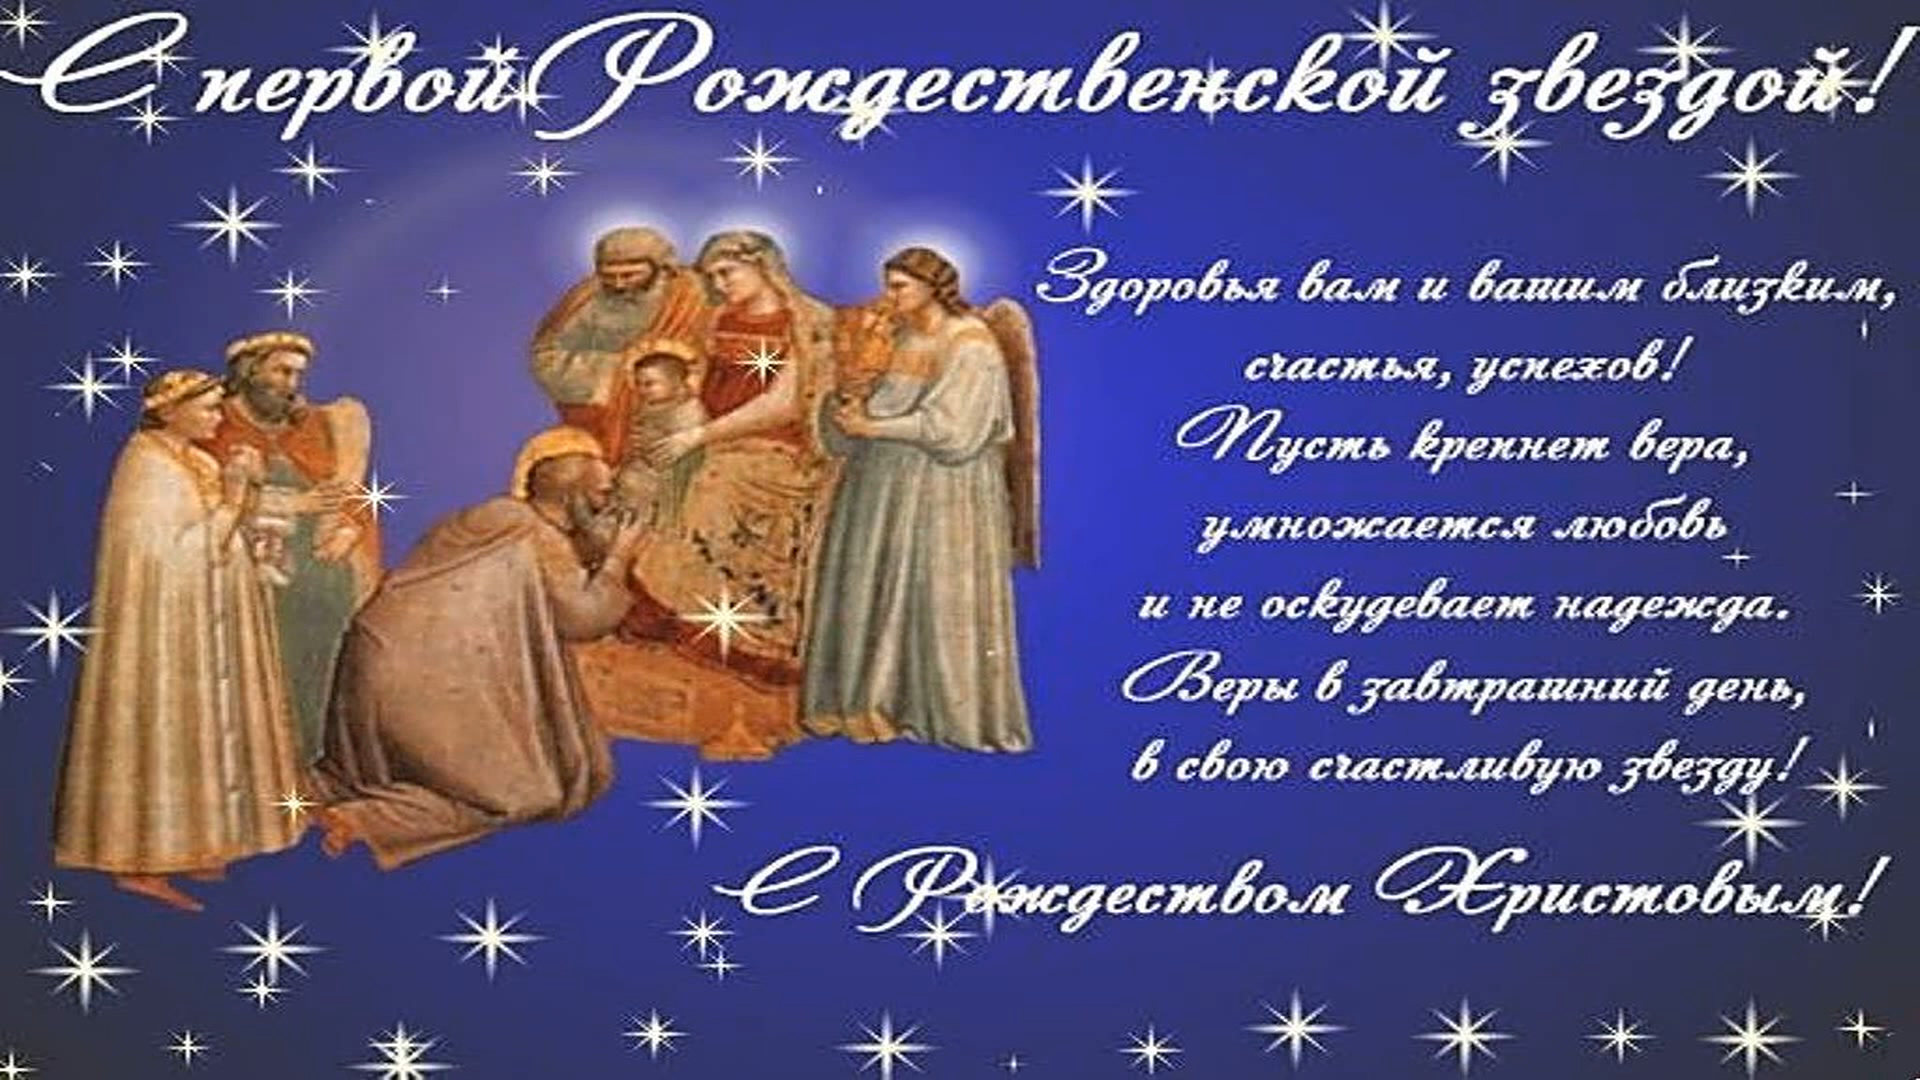 С первой Рождественской звездой!
Здоровья вам и вашим близким,
счастья, успехов!
Пусть крепнет вера,
умножается любовь
и не оскудевает надежда.
Веры в завтрашний день,
в свою счастливую звезду!
С Рождеством Христовым!